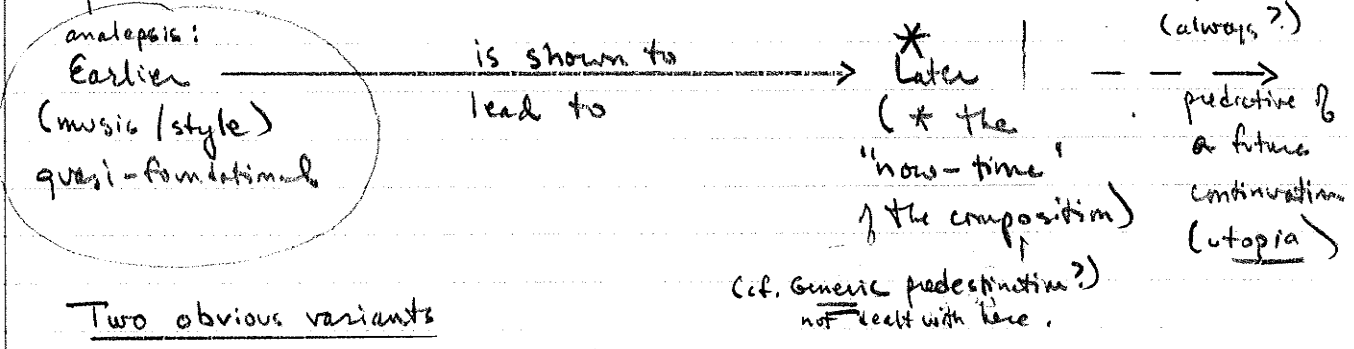 analepsis:
Earlier
(music/style)
quasi-foundational
is shown to
lead to
*
Later
(* the
"now-time"
of the composition)
(cf. Generic predestination?)
not dealt with here.
(always?)
predictive of
a future
continuation
(utopia)
Two obvious variants